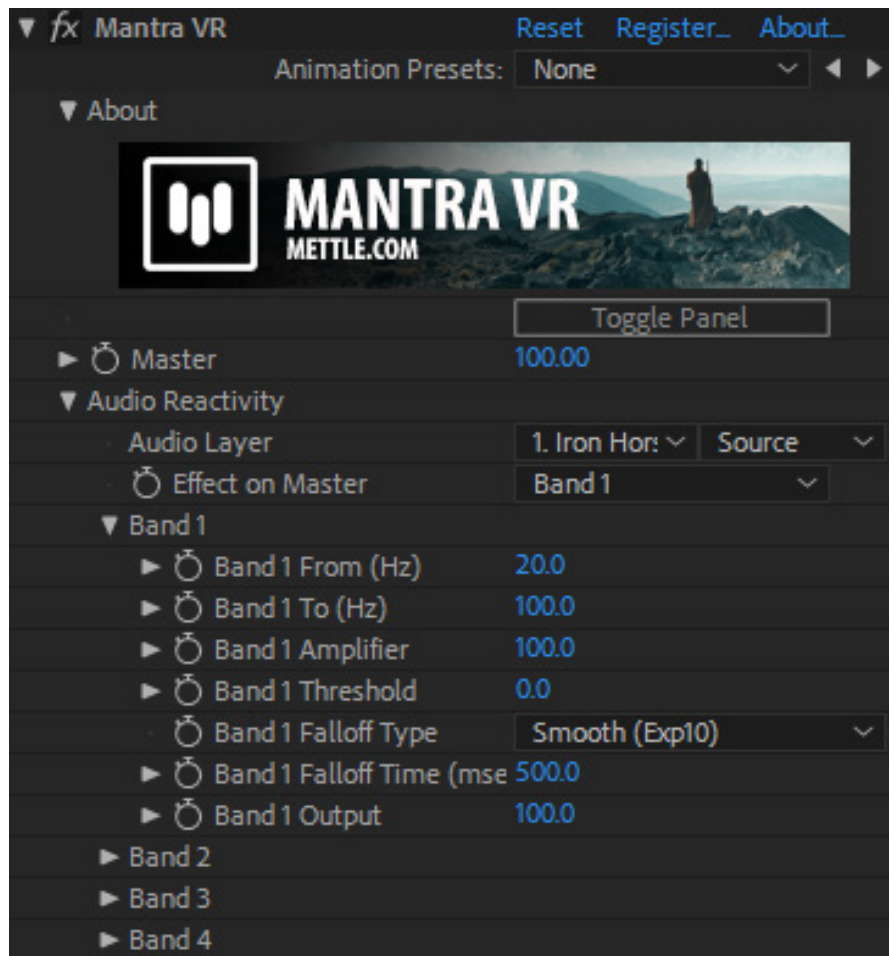 fx Mantra VR Reset Register... About...
Animation Presets: None
About
MANTRA VR
METTLE.COM
Toggle Panel
Master 100.00
Audio Reactivity
Audio Layer 1. Iron Hor: Source
Effect on Master Band 1
Band 1
Band 1 From (Hz) 20.0
Band 1 To (Hz) 100.0
Band 1 Amplifier 100.0
Band 1 Threshold 0.0
Band 1 Falloff Type Smooth (Exp10)
Band 1 Falloff Time (mse 500.0
Band 1 Output 100.0
Band 2
Band 3
Band 4